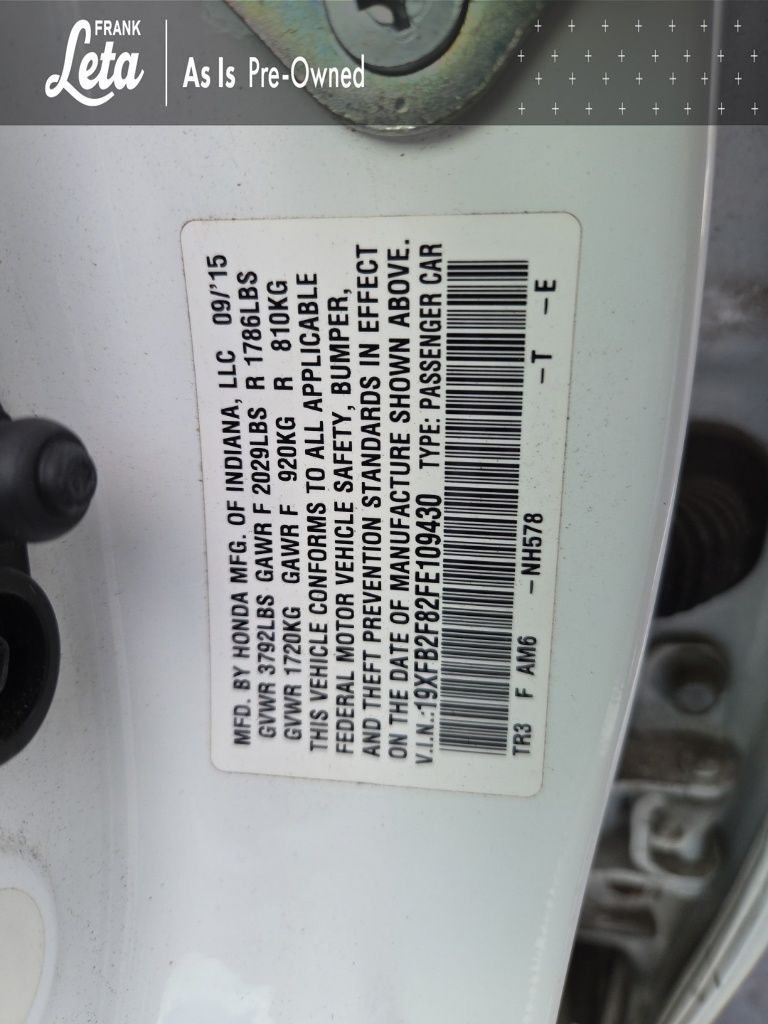 FRANK
Leta
As Is Pre-Owned
MFD. BY HONDA MFG. OF INDIANA, LLC 09/'15
GVWR 3792LBS GAWR F 2029LBS R 1786LBS
GVWR 1720KG GAWR F 920KG R 810KG
THIS VEHICLE CONFORMS TO ALL APPLICABLE
FEDERAL MOTOR VEHICLE SAFETY, BUMPER,
AND THEFT PREVENTION STANDARDS IN EFFECT
ON THE DATE OF MANUFACTURE SHOWN ABOVE.
V.I.N.:19XFB2F82FE109430 TYPE: PASSENGER CAR
TR3 F AM6 -NH578 -T -E